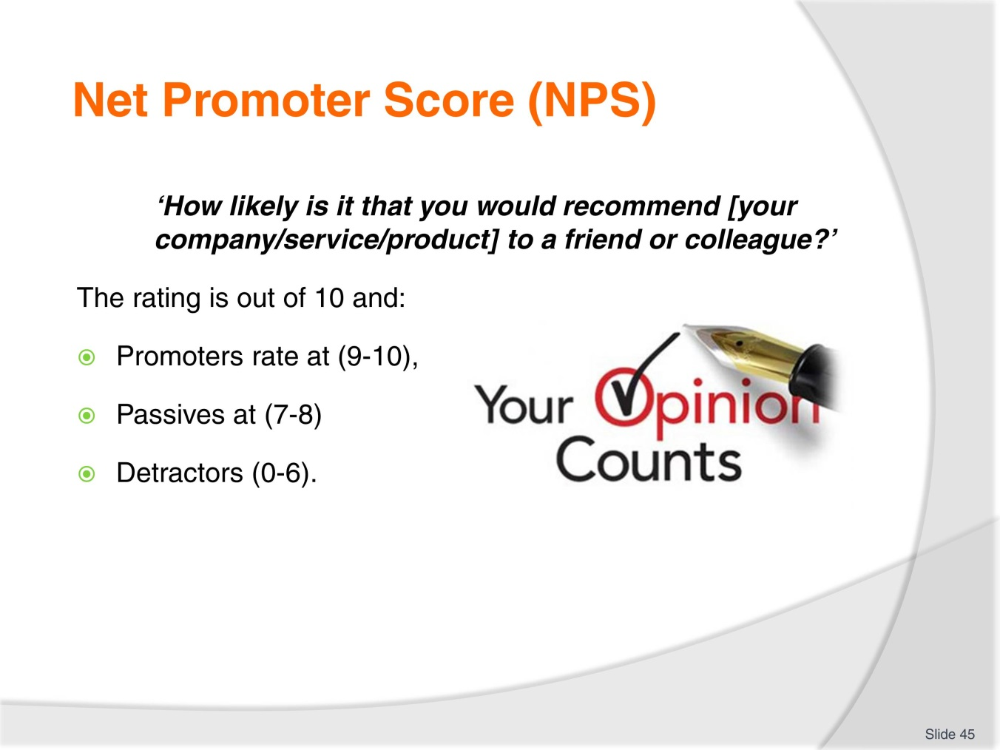 Net Promoter Score (NPS)
‘How likely is it that you would recommend [your
company/service/product] to a friend or colleague?’
The rating is out of 10 and:
Promoters rate at (9-10),
Passives at (7-8)
Detractors (0-6).
Your Opinion
Counts
Slide 45